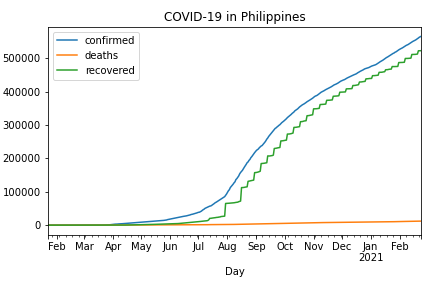 COVID-19 in Philippines
confirmed
deaths
recovered
500000
400000
300000
200000
100000
0
Feb Mar Apr May Jun Jul Aug Sep Oct Nov Dec Jan Feb
2021
Day